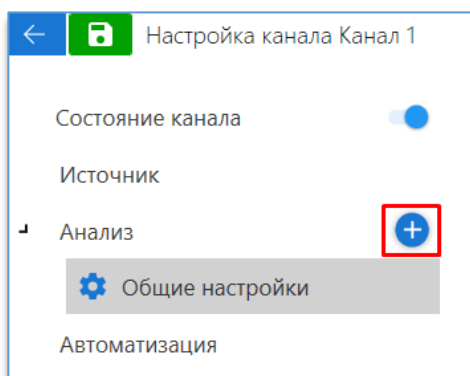 Настройка канала Канал 1
Состояние канала
Источник
Анализ
Общие настройки
Автоматизация